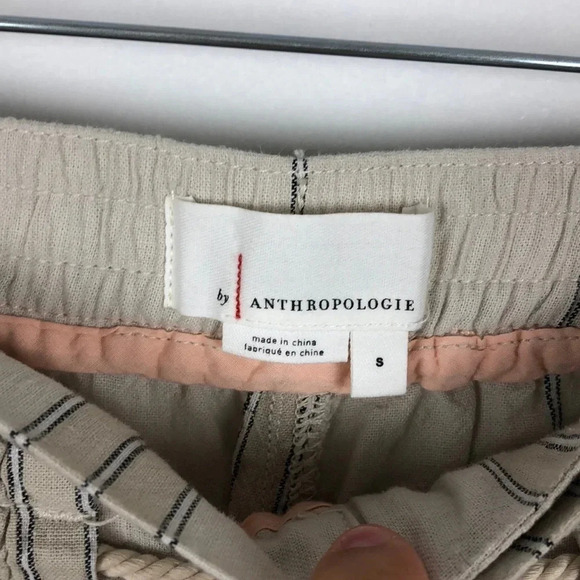 by ANTHROPOLOGIE
made in china
fabriqué en chine
S